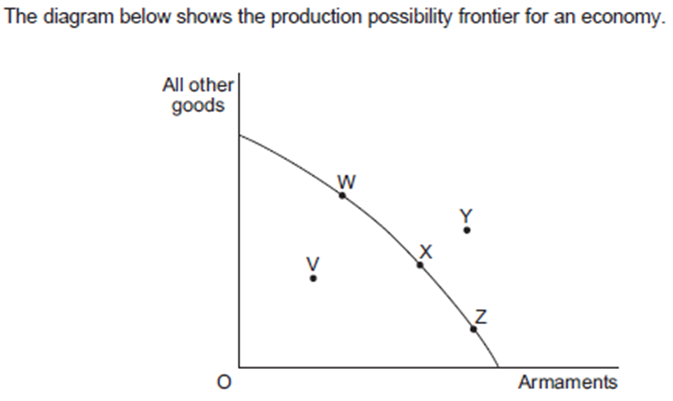 The diagram below shows the production possibility frontier for an economy.
All other
goods
W
Y
X
V
Z
O
Armaments